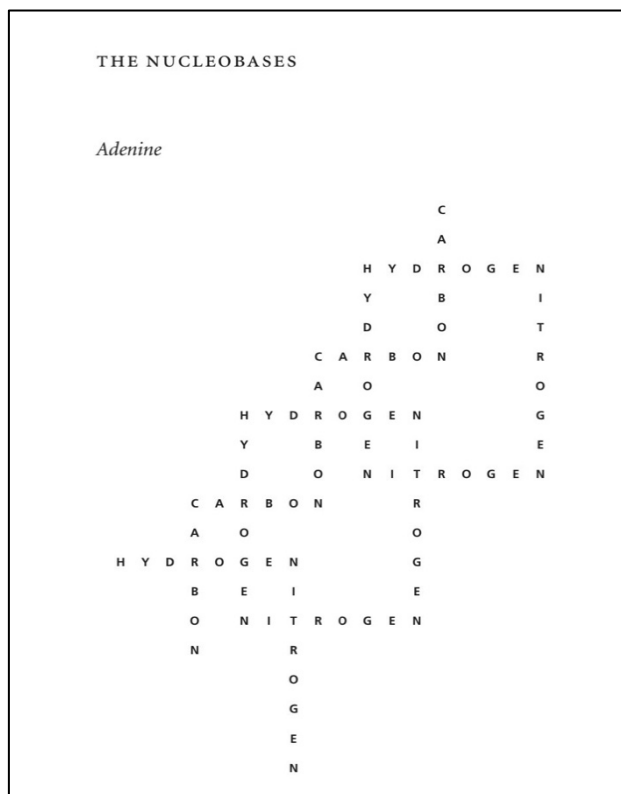 THE NUCLEOBASES
Adenine
C
A
H Y D R O G E N
Y B I
D O T
C A R B O N R
A O O
H Y D R O G E N G
Y B E I E
D O N I T R O G E N
C A R B O N R
A O O
H Y D R O G E N G
B E I E
O N I T R O G E N
N R
O
G
E
N